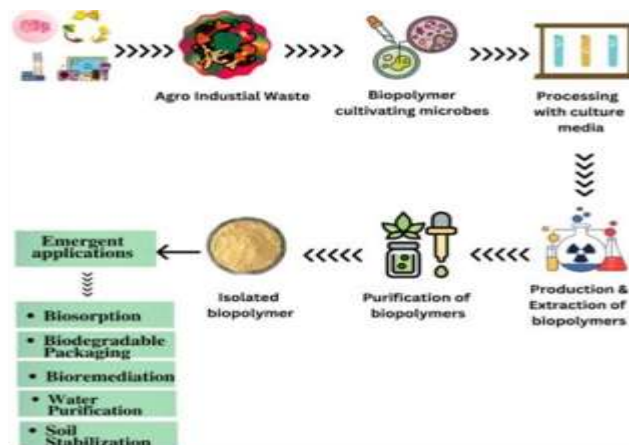 Agro Industial Waste
Biopolymer
cultivating microbes
Processing
with culture
media
Emergent
applications
Isolated
biopolymer
Purification of
biopolymers
Production &
Extraction of
biopolymers
• Biosorption
• Biodegradable
Packaging
• Bioremediation
• Water
Purification
• Soil
Stabilization